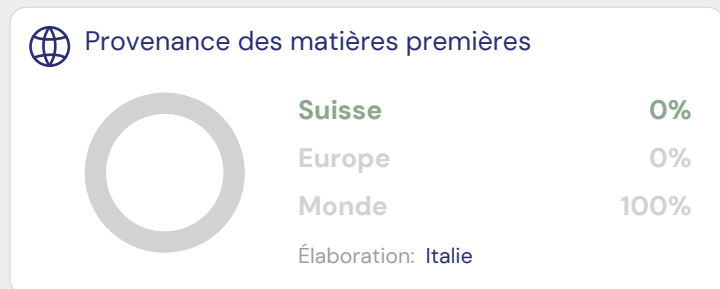 Provenance des matières premières
Suisse 0%
Europe 0%
Monde 100%
Élaboration: Italie